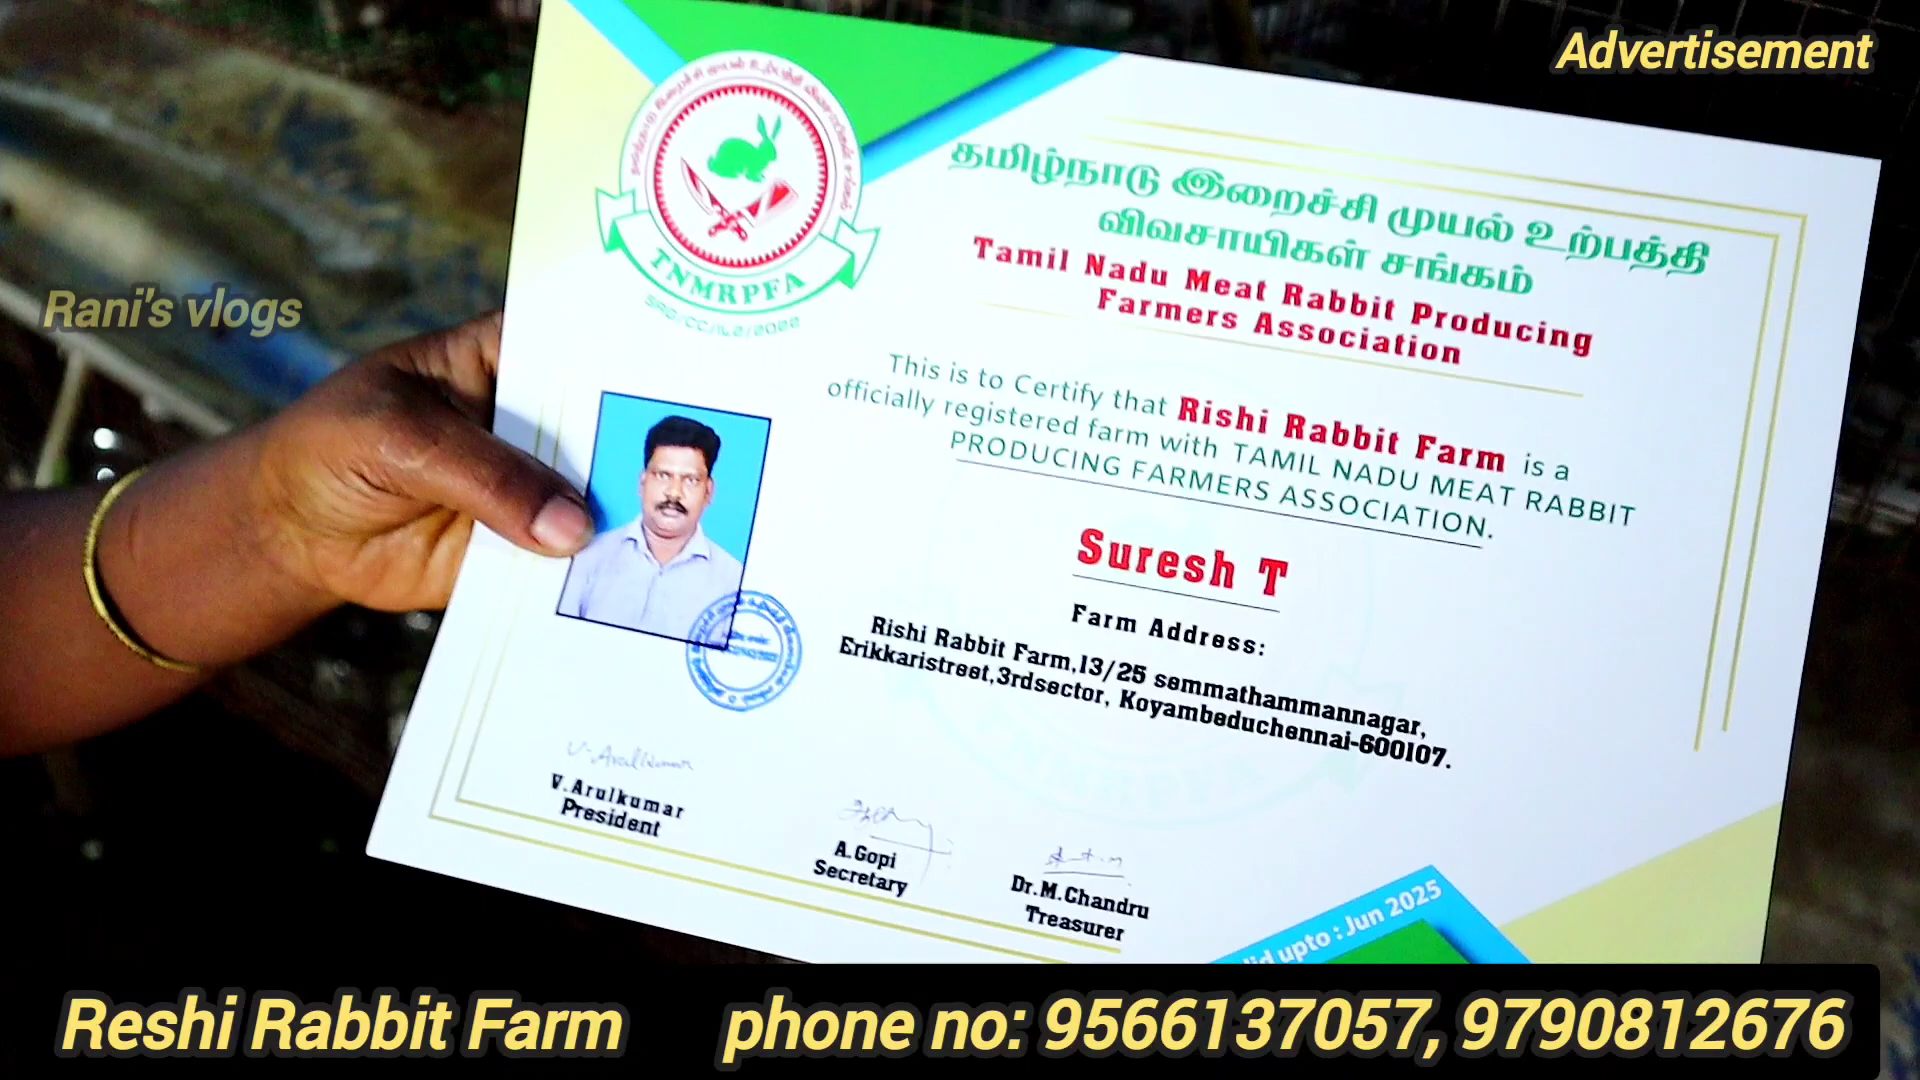 Advertisement
Rani's vlogs
TNMRPFA
தமிழ்நாடு இறைச்சி முயல் உற்பத்தி
விவசாயிகள் சங்கம்
Tamil Nadu Meat Rabbit Producing
Farmers Association
This is to Certify that Rishi Rabbit Farm is a
officially registered farm with TAMIL NADU MEAT RABBIT
PRODUCING FARMERS ASSOCIATION.
Suresh T
Farm Address:
Rishi Rabbit Farm,13/25 semmathammannagar,
Erikkaristreet,3rdsector, Koyambeduchennai-600107.
V.Arulkumar
President
A.Gopi
Secretary
Dr.M.Chandru
Treasurer
upto : Jun 2025
Reshi Rabbit Farm phone no: 9566137057, 9790812676